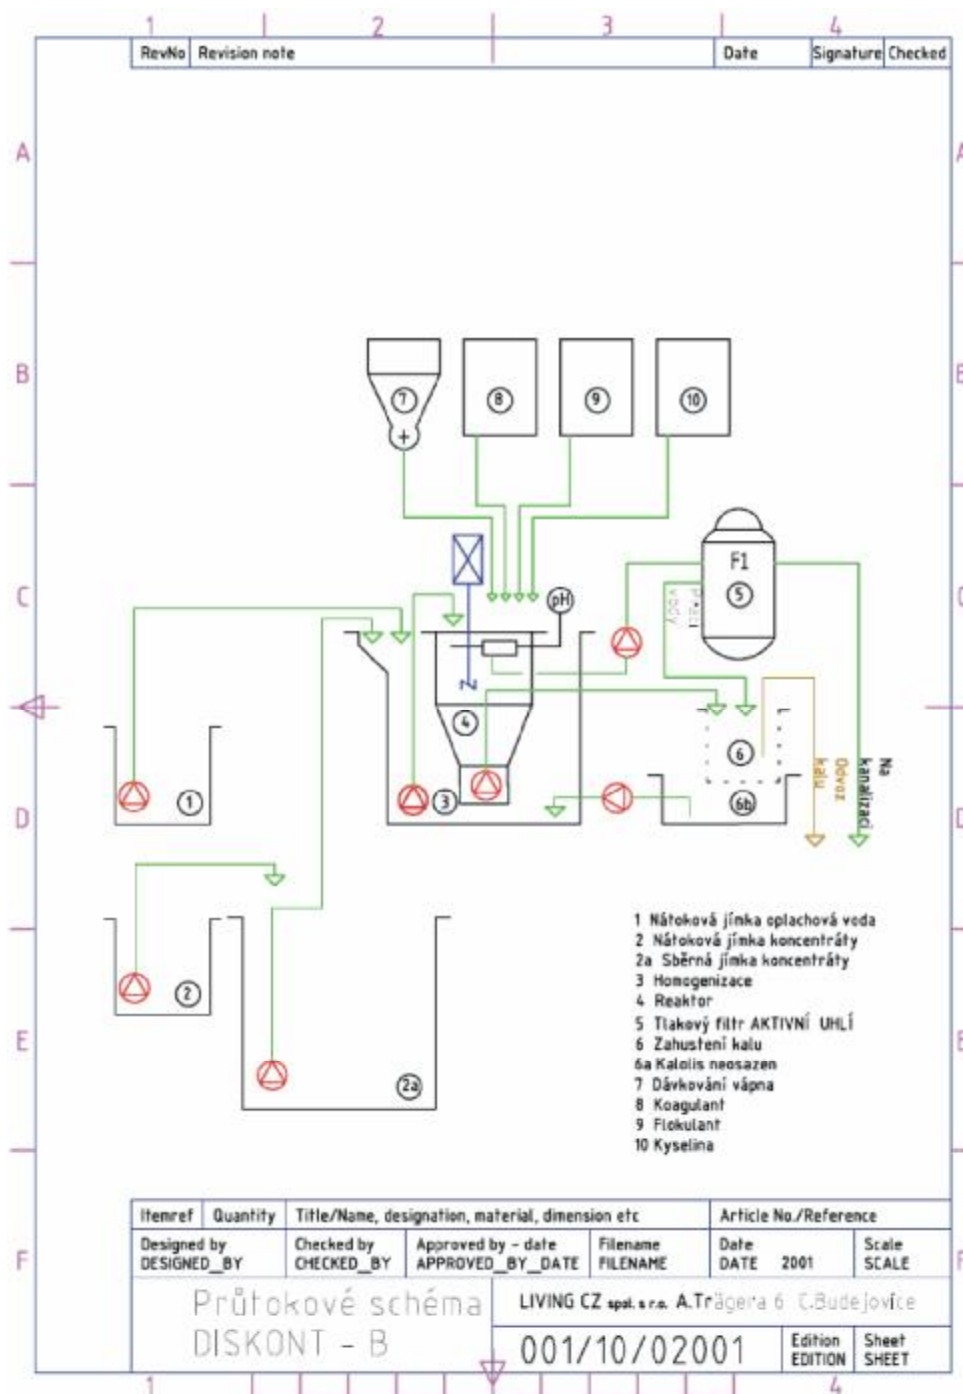 1 2 3 4
RevNo Revision note Date Signature Checked
A A
B B
7 8 9 10
C
F1
5
pH
prací
vody
4
6
6b
3
1
D D
Na
kanalizaci
Odvoz
kalu
2
2a
E
1 Nátoková jímka oplachová voda
2 Nátoková jímka koncentráty
2a Sběrná jímka koncentráty
3 Homogenizace
4 Reaktor
5 Tlakový filtr AKTIVNÍ UHLÍ
6 Zahustení kalu
6a Kalolis neosazen
7 Dávkování vápna
8 Koagulant
9 Flokulant
10 Kyselina
Itemref Quantity Title/Name, designation, material, dimension etc Article No./Reference
F F
Designed by Checked by Approved by - date Filename Date Scale
DESIGNED_BY CHECKED_BY APPROVED_BY_DATE FILENAME DATE 2001 SCALE
Průtokové schéma
DISKONT - B
LIVING CZ spol. s r.o. A.Trägera 6 C.Budejovíce
001/10/02001
Edition Sheet
EDITION SHEET
1 4